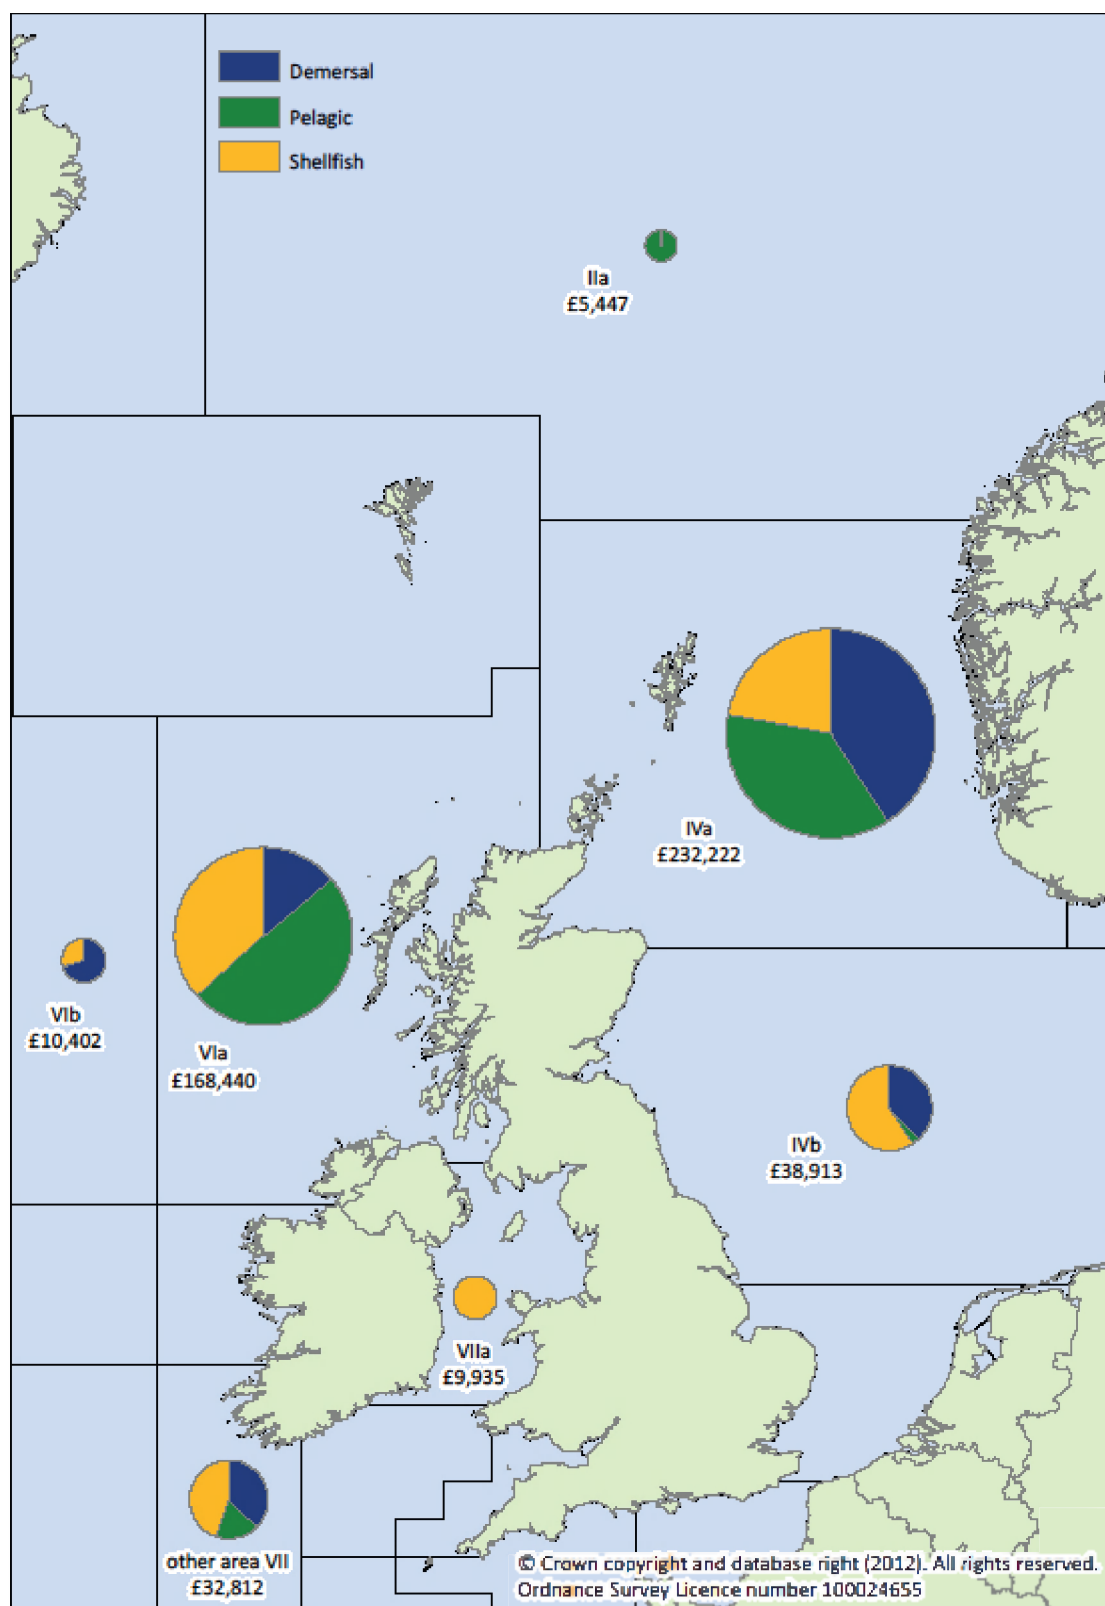 Demersal
Pelagic
Shellfish
IIa
£5,447
IVa
£232,222
VIb
£10,402
VIa
£168,440
IVb
£38,913
VIIa
£9,935
other area VII
£32,812
© Crown copyright and database right (2012). All rights reserved.
Ordnance Survey Licence number 100024655